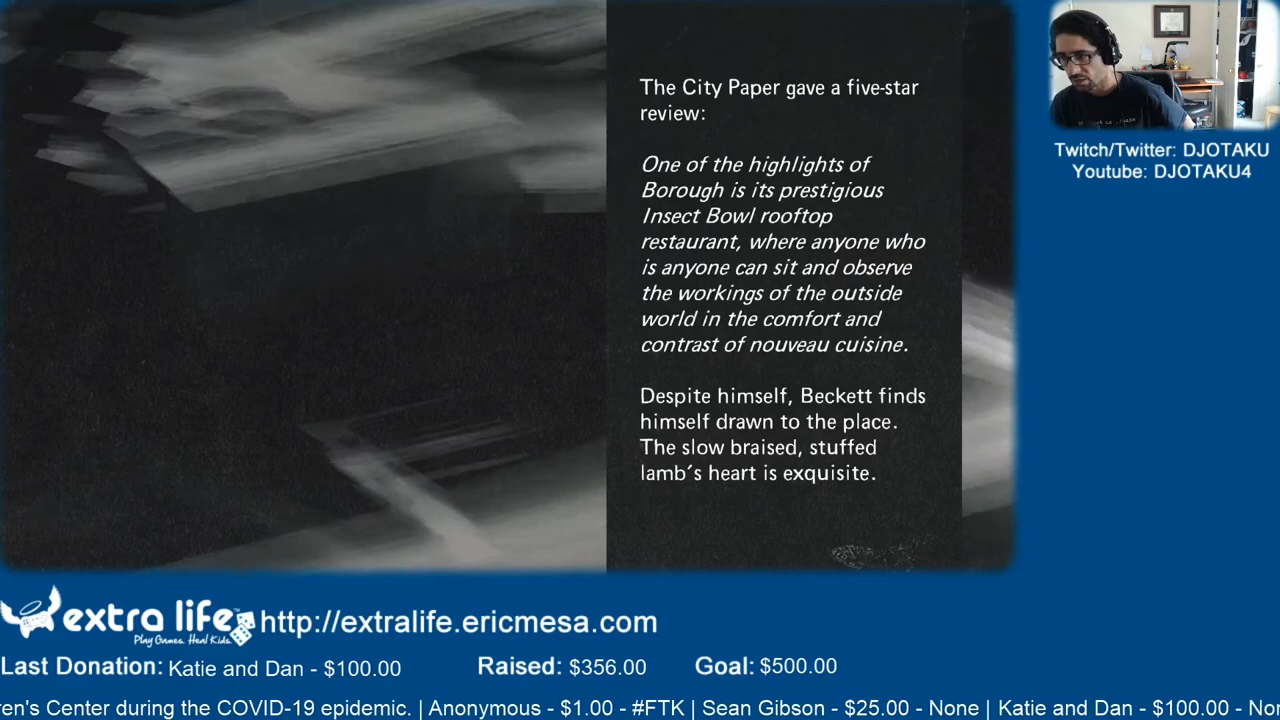 The City Paper gave a five-star
review:
One of the highlights of
Borough is its prestigious
Insect Bowl rooftop
restaurant, where anyone who
is anyone can sit and observe
the workings of the outside
world in the comfort and
contrast of nouveau cuisine.
Despite himself, Beckett finds
himself drawn to the place.
The slow braised, stuffed
lamb´s heart is exquisite.
Twitch/Twitter: DJOTAKU
Youtube: DJOTAKU4
extra life
Play Games. Heal Kids.
http://extralife.ericmesa.com
Last Donation: Katie and Dan - $100.00 Raised: $356.00 Goal: $500.00
ren's Center during the COVID-19 epidemic. | Anonymous - $1.00 - #FTK | Sean Gibson - $25.00 - None | Katie and Dan - $100.00 - Non